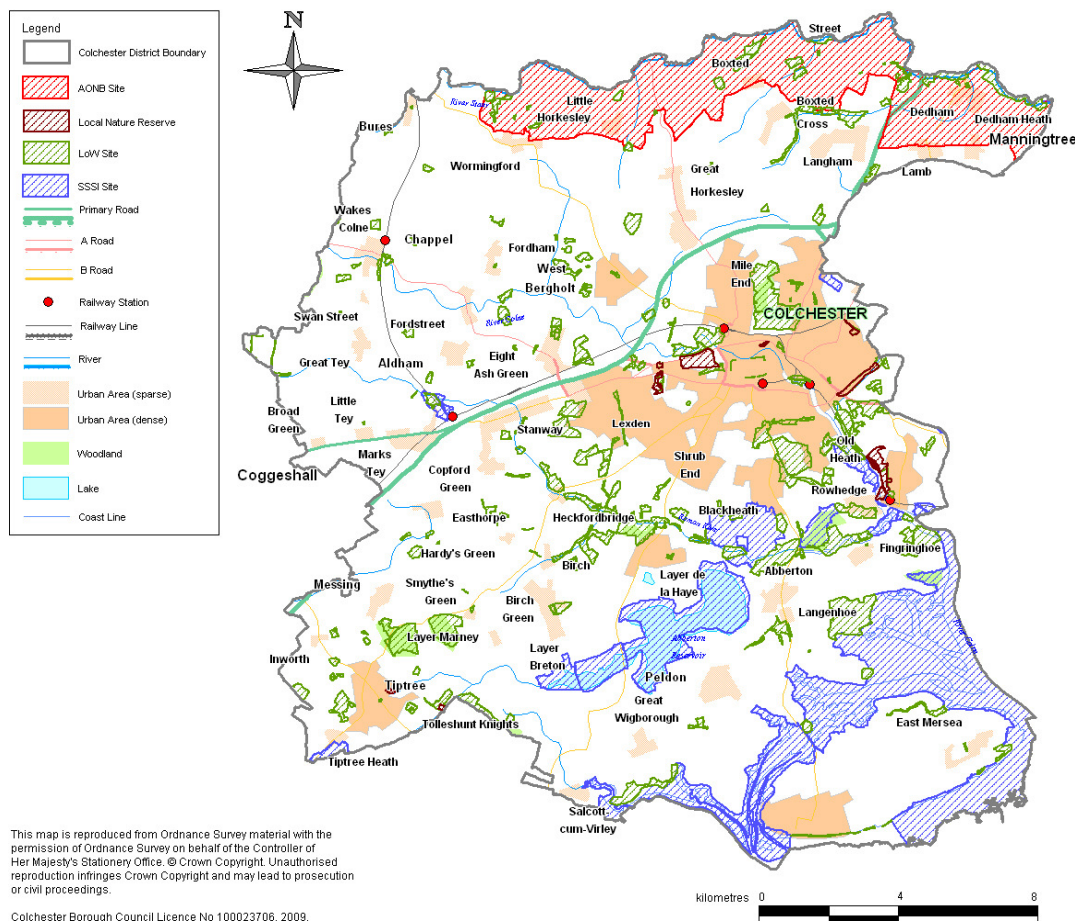 Legend
Colchester District Boundary
AONB Site
Local Nature Reserve
LoW Site
SSSI Site
Primary Road
A Road
B Road
Railway Station
Railway Line
River
Urban Area (sparse)
Urban Area (dense)
Woodland
Lake
Coast Line
N
Street
Boxted
River Stour
Little
Horkesley
Boxted
Cross
Dedham
Dedham Heath
Manningtree
Bures
Wormingford
Great
Horkesley
Langham
Lamb
Wakes
Colne
Chappel
Fordham
West
Bergholt
Mile
End
COLCHESTER
Swan Street
Fordstreet
River Colne
Great Tey
Aldham
Eight
Ash Green
Broad
Green
Little
Tey
Stanway
Lexden
Old
Heath
Marks
Tey
Coggeshall
Copford
Green
Shrub
End
Rowhedge
Easthorpe
Heckfordbridge
Roman River
Blackheath
Fingringhoe
Hardy's Green
Birch
Abberton
Messing
Smythe's
Green
Birch
Green
Layer de
la Haye
Langenhoe
River Colne
Layer Marney
Abberton
Reservoir
Inworth
Layer
Breton
Peldon
Tiptree
Great
Wigborough
East Mersea
Tolleshunt Knights
Tiptree Heath
Salcott-
cum-Virley
This map is reproduced from Ordnance Survey material with the
permission of Ordnance Survey on behalf of the Controller of
Her Majesty's Stationery Office. © Crown Copyright. Unauthorised
reproduction infringes Crown Copyright and may lead to prosecution
or civil proceedings.
Colchester Borough Council Licence No 100023706. 2009.
kilometres 0 4 8